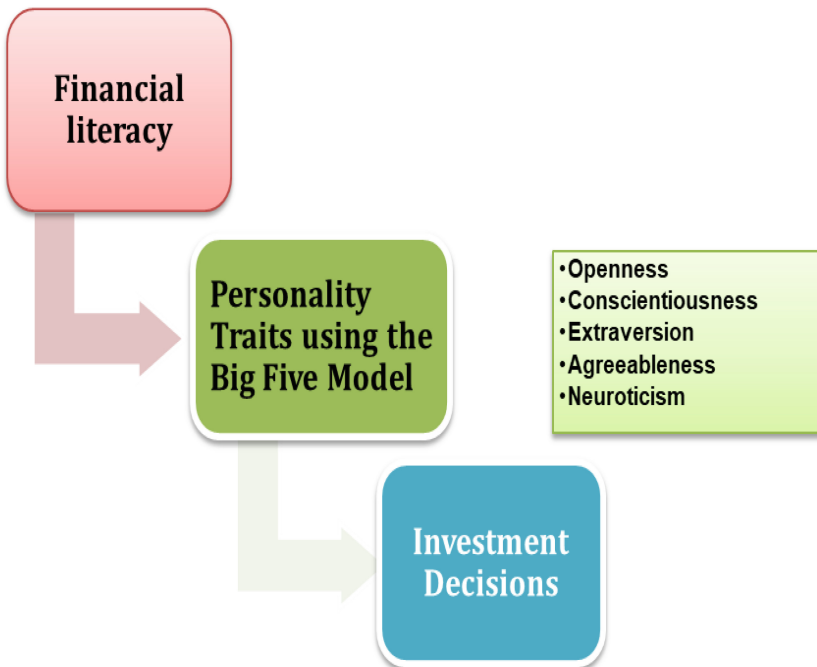 Financial
literacy
Personality
Traits using the
Big Five Model
•Openness
•Conscientiousness
•Extraversion
•Agreeableness
•Neuroticism
Investment
Decisions